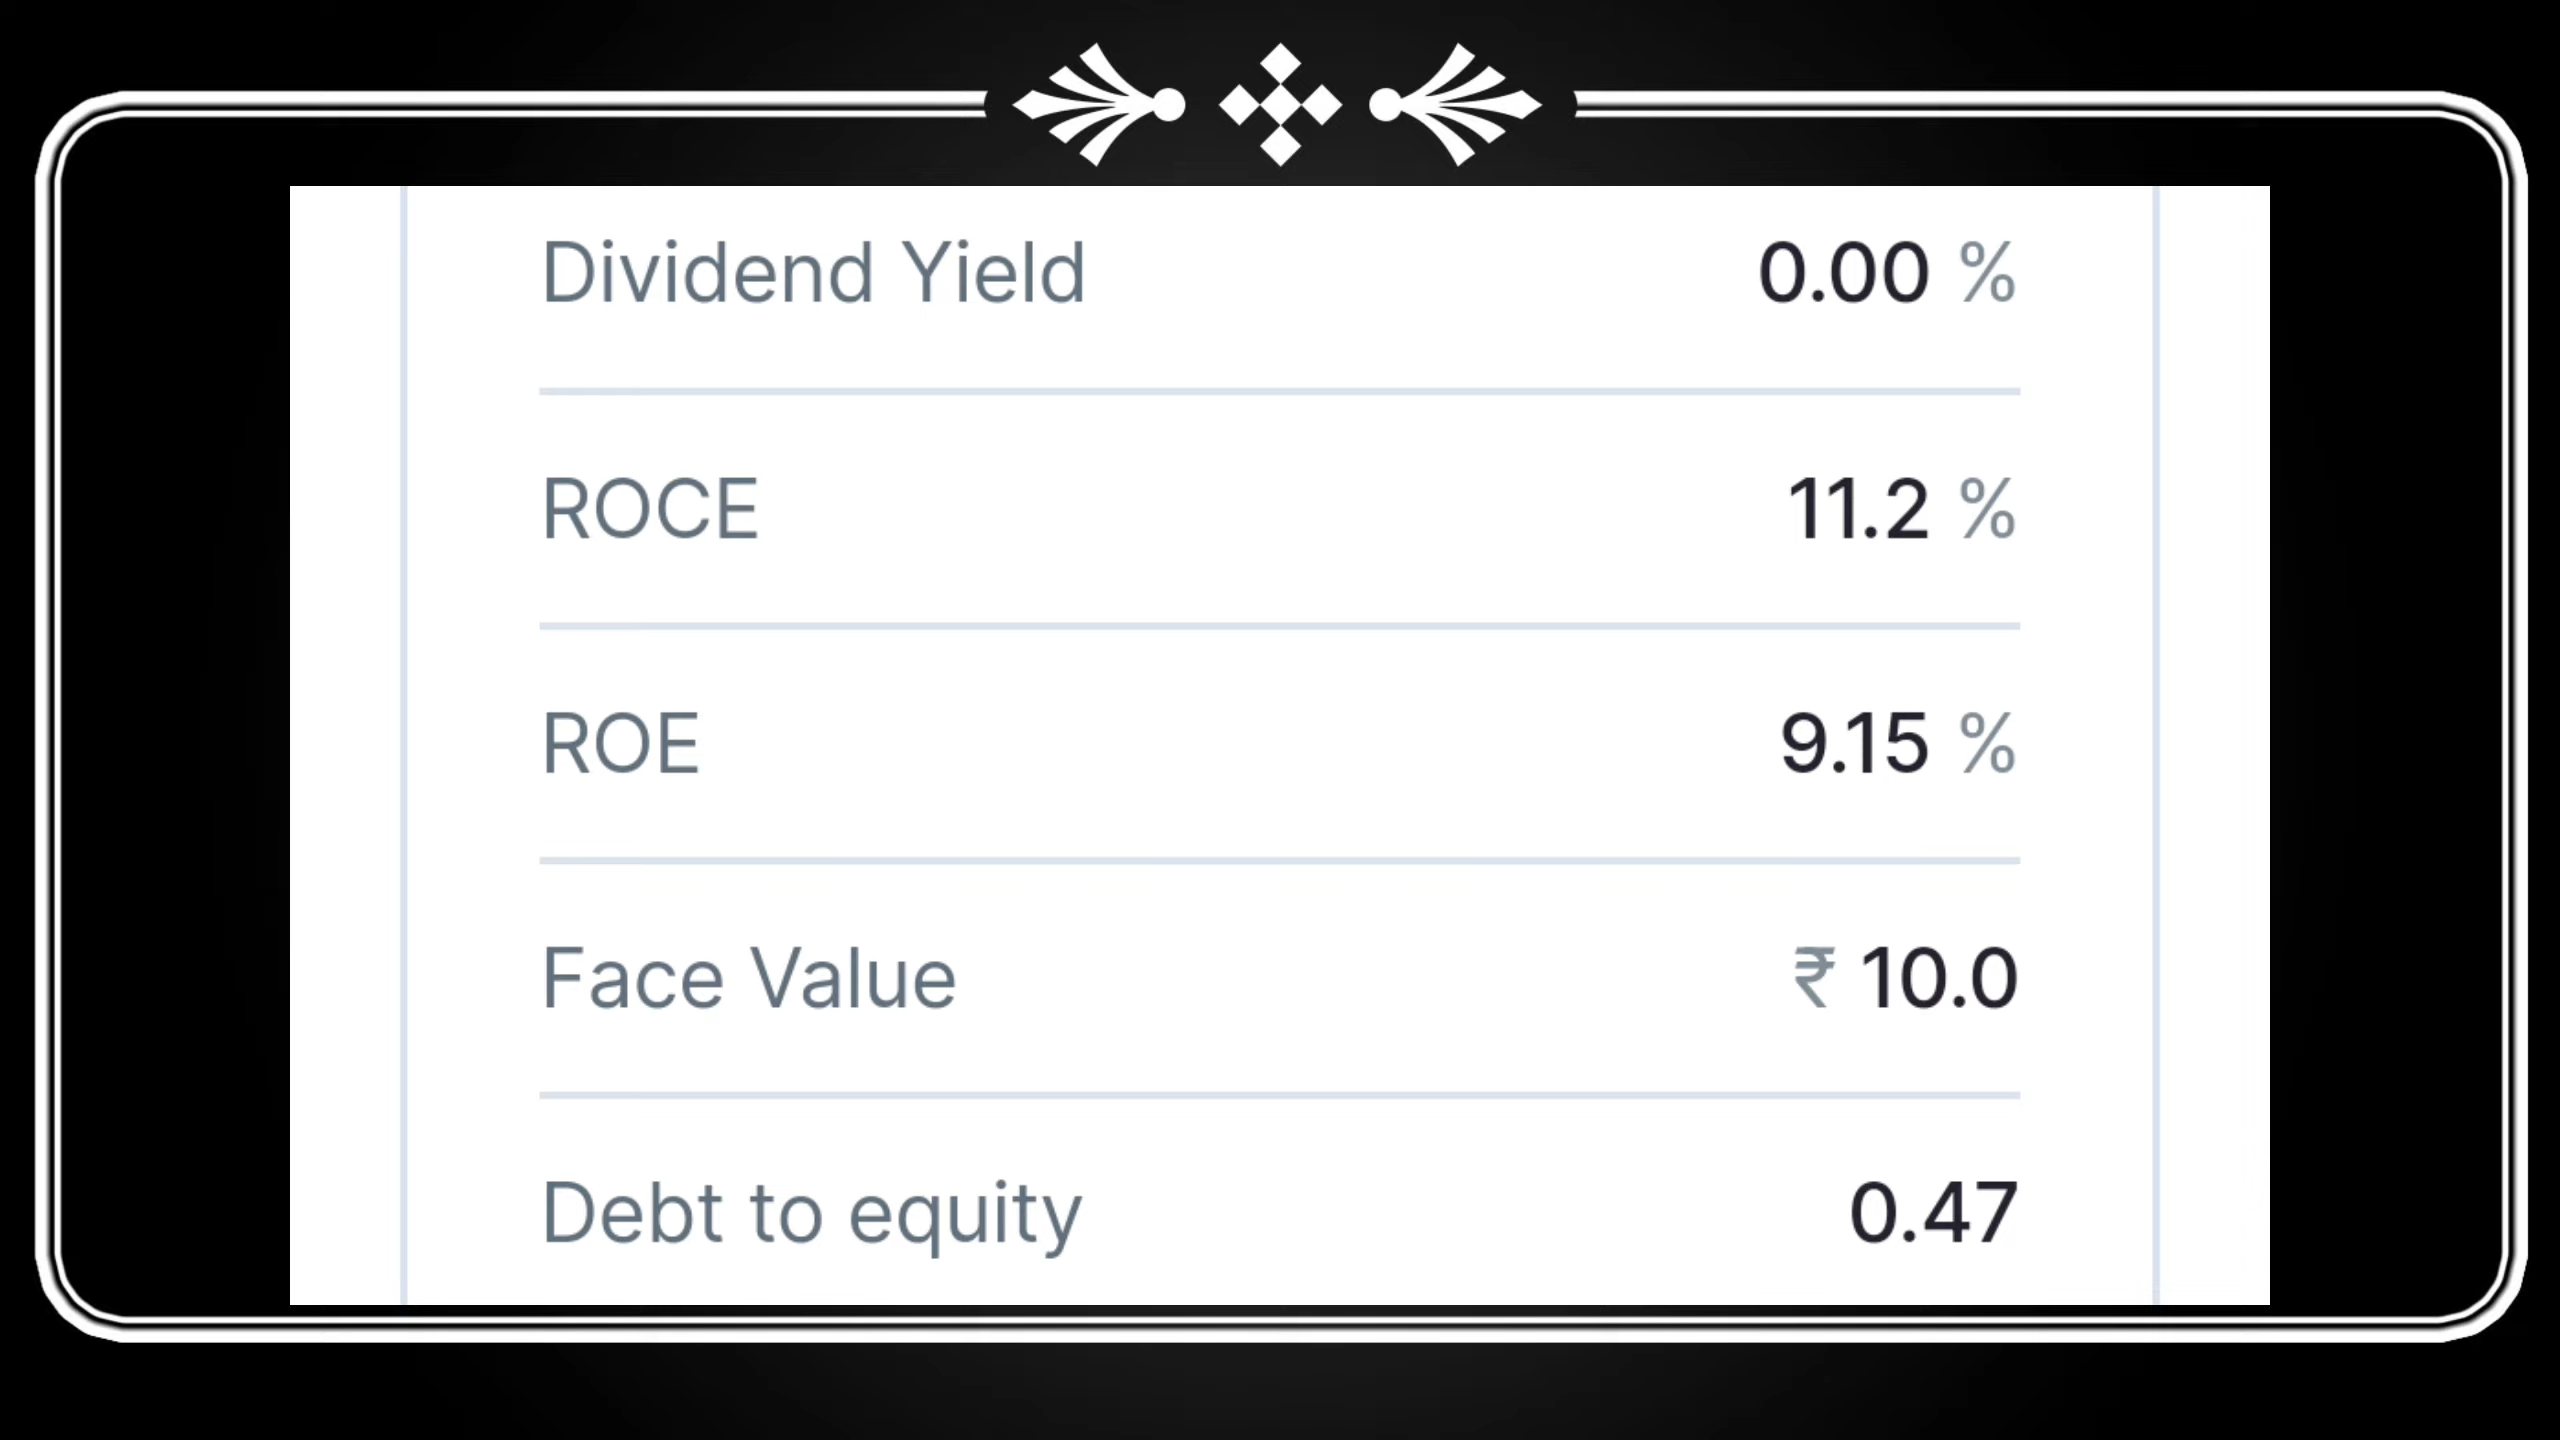 Dividend Yield 0.00 %
ROCE 11.2 %
ROE 9.15 %
Face Value ₹ 10.0
Debt to equity 0.47